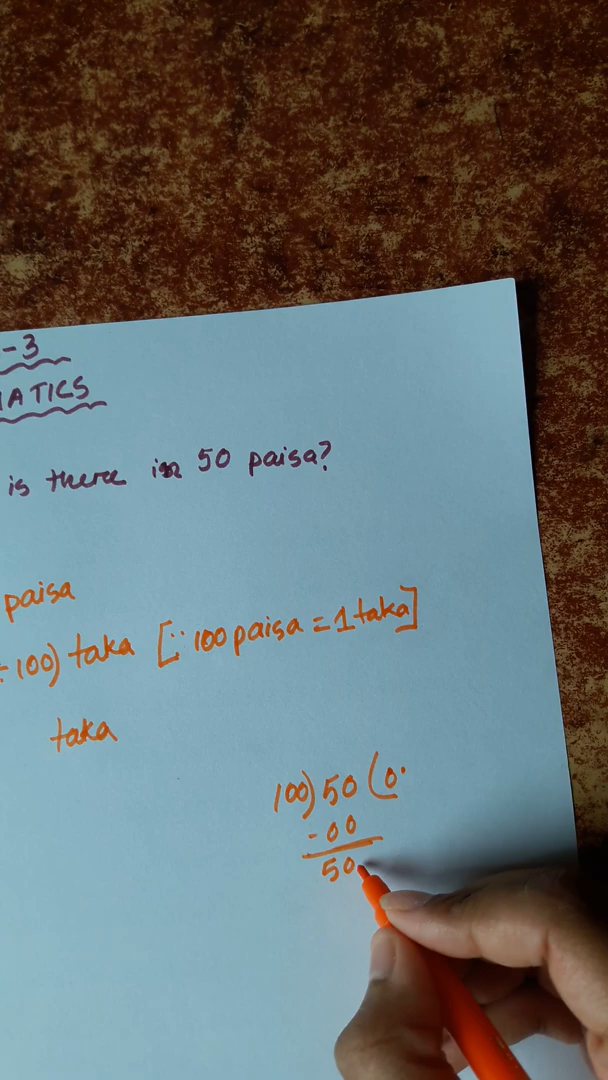 -3
MATICS
is there in 50 paisa?
paisa
÷100) taka [∵ 100 paisa = 1 taka]
taka
100) 50 (0.
- 00
50